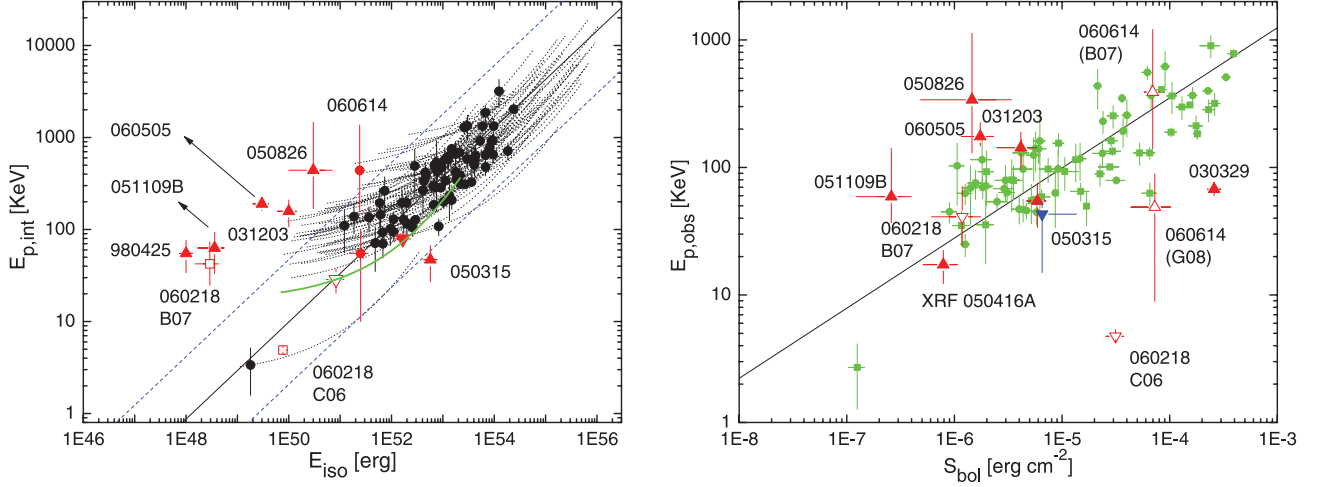 10000
1000
100
10
1
E_p,int [KeV]
060614
060505
050826
051109B
031203
980425
050315
060218
B07
060218
C06
1E46
1E48
1E50
1E52
1E54
1E56
E_iso [erg]
1000
100
10
1
E_p,obs [KeV]
060614
(B07)
050826
060505
031203
051109B
030329
060218
B07
050315
060614
(G08)
XRF 050416A
060218
C06
1E-8
1E-7
1E-6
1E-5
1E-4
1E-3
S_bol [erg cm^-2]